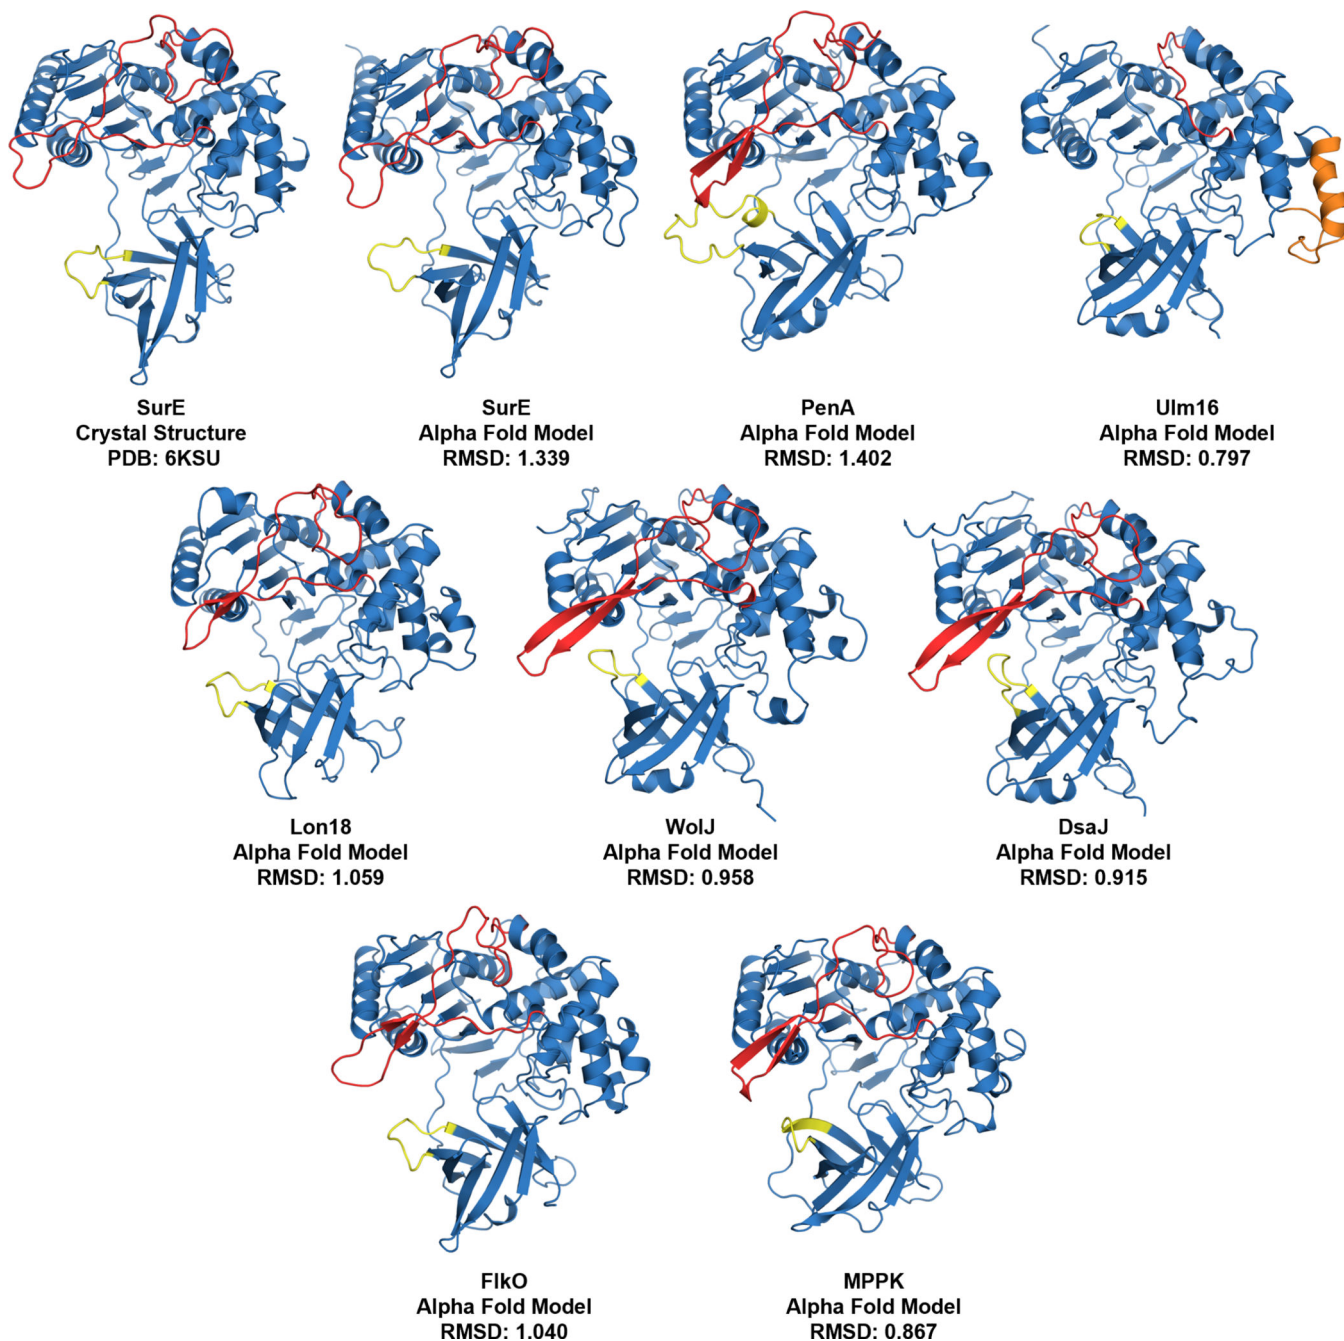 SurE
Crystal Structure
PDB: 6KSU
SurE
Alpha Fold Model
RMSD: 1.339
PenA
Alpha Fold Model
RMSD: 1.402
Ulm16
Alpha Fold Model
RMSD: 0.797
Lon18
Alpha Fold Model
RMSD: 1.059
WolJ
Alpha Fold Model
RMSD: 0.958
DsaJ
Alpha Fold Model
RMSD: 0.915
FlkO
Alpha Fold Model
RMSD: 1.040
MPPK
Alpha Fold Model
RMSD: 0.867